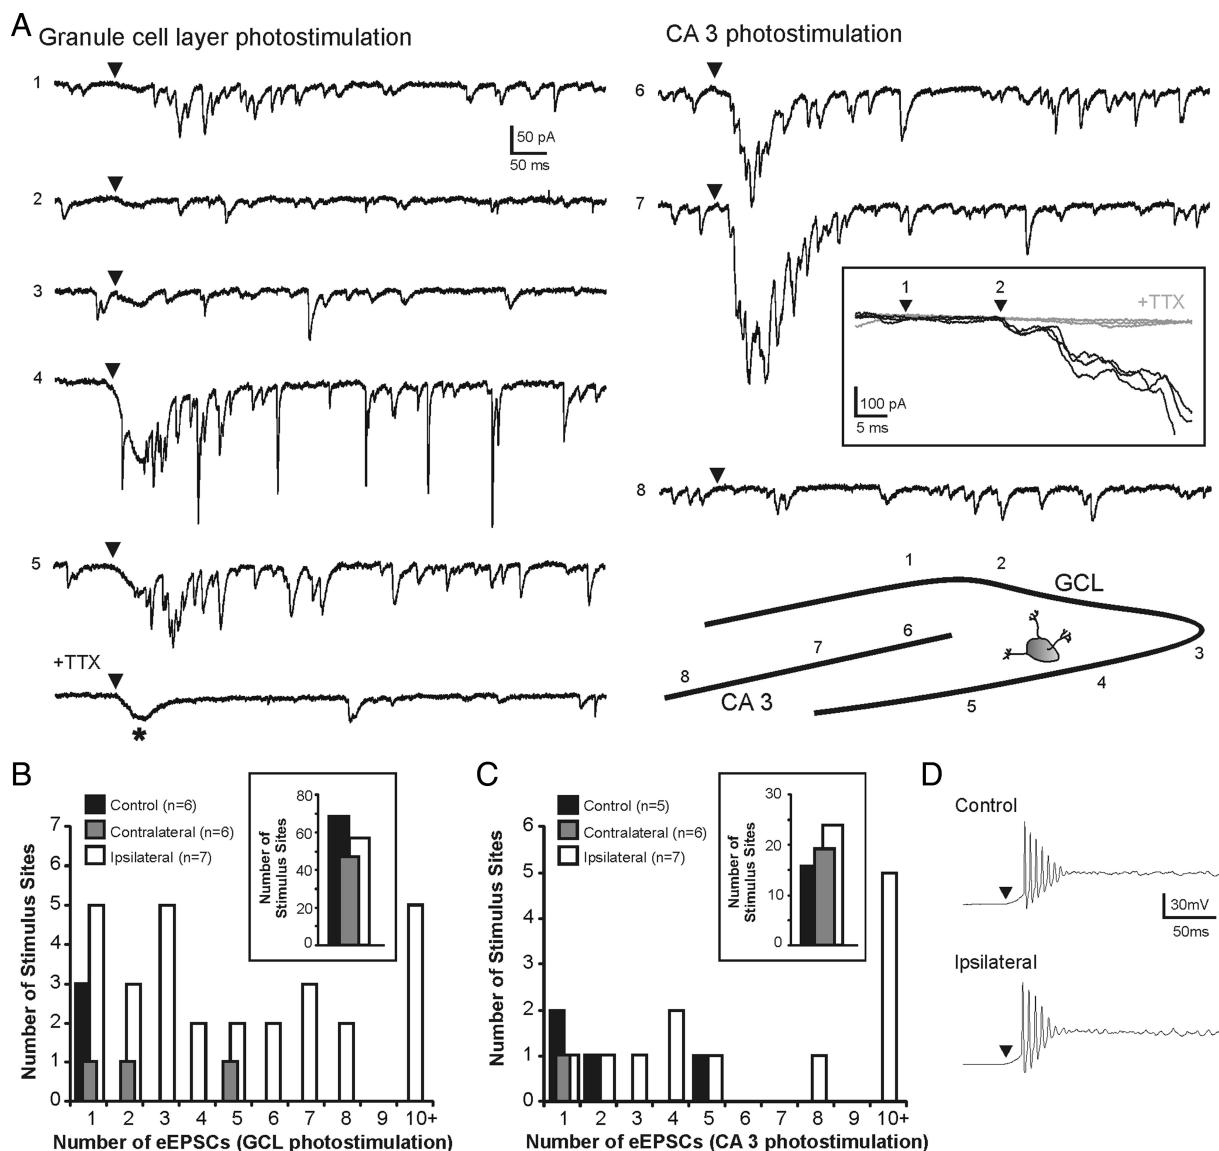 A
Granule cell layer photostimulation
CA 3 photostimulation
1
50 pA
50 ms
2
3
4
5
+TTX
*
6
7
1
2
+TTX
100 pA
5 ms
8
1
2
GCL
3
4
5
6
7
8
CA 3
B
Control (n=6)
Contralateral (n=6)
Ipsilateral (n=7)
Number of Stimulus Sites
7
6
5
4
3
2
1
0
Number of
Stimulus Sites
80
60
40
20
0
1 2 3 4 5 6 7 8 9 10+
Number of eEPSCs (GCL photostimulation)
C
Control (n=5)
Contralateral (n=6)
Ipsilateral (n=7)
Number of Stimulus Sites
6
5
4
3
2
1
0
Number of
Stimulus Sites
30
20
10
0
1 2 3 4 5 6 7 8 9 10+
Number of eEPSCs (CA 3 photostimulation)
D
Control
30mV
50ms
Ipsilateral